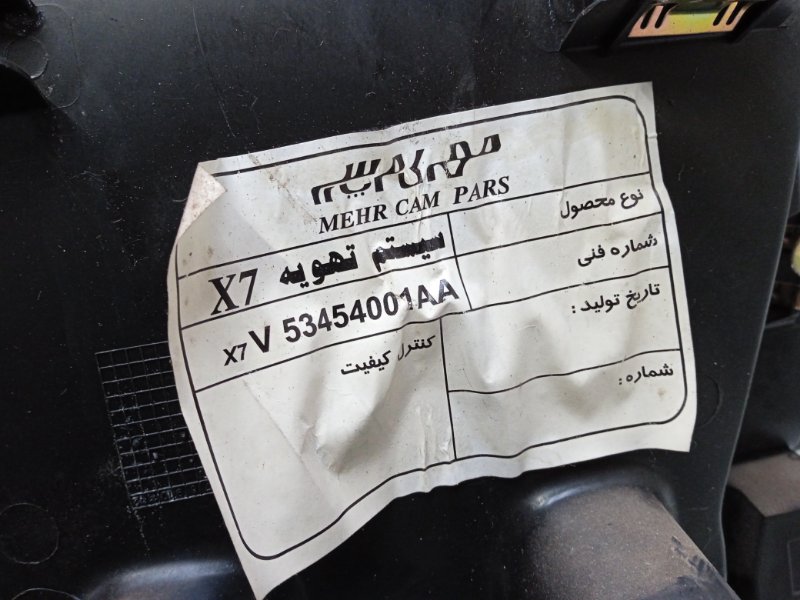 مهرکام پارس
MEHR CAM PARS
نوع محصول
سیستم تهویه X7
شماره فنی
X7 V 53454001AA
تاریخ تولید :
کنترل کیفیت
شماره :